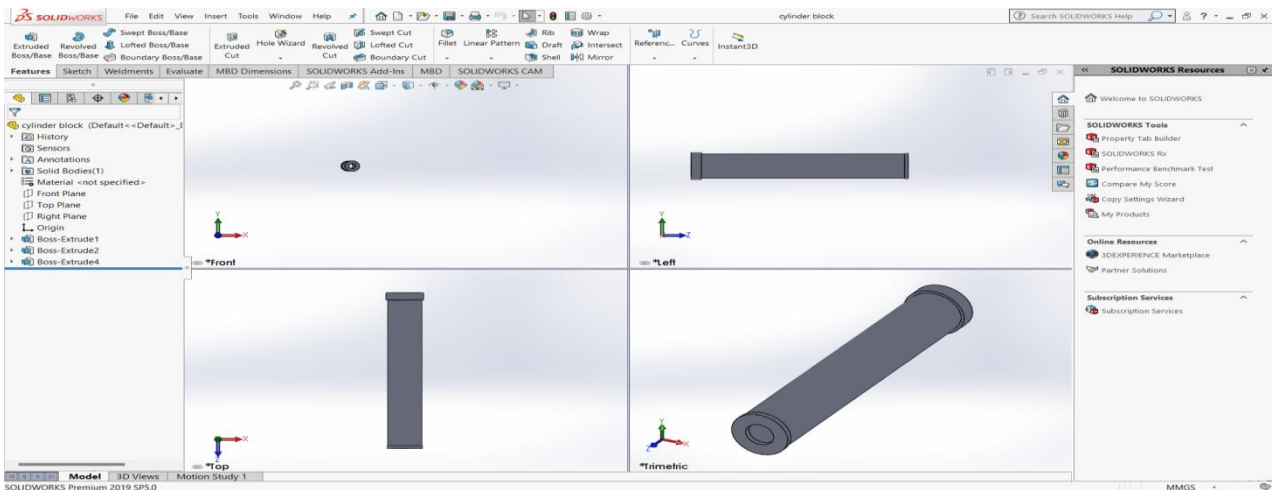 SOLIDWORKS File Edit View Insert Tools Window Help cylinder block Search SOLIDWORKS Help
Extruded Boss/Base
Revolved Boss/Base
Swept Boss/Base
Lofted Boss/Base
Boundary Boss/Base
Extruded Cut
Hole Wizard
Revolved Cut
Swept Cut
Lofted Cut
Boundary Cut
Fillet
Linear Pattern
Rib
Draft
Shell
Wrap
Intersect
Mirror
Referenc...
Curves
Instant3D
Features Sketch Weldments Evaluate MBD Dimensions SOLIDWORKS Add-Ins MBD SOLIDWORKS CAM
cylinder block (Default<<Default>_D
History
Sensors
Annotations
Solid Bodies(1)
Material <not specified>
Front Plane
Top Plane
Right Plane
Origin
Boss-Extrude1
Boss-Extrude2
Boss-Extrude4
Y
X
*Front
Y
Z
*Left
X
Z
*Top
Y
X
Z
*Trimetric
SOLIDWORKS Resources
Welcome to SOLIDWORKS
SOLIDWORKS Tools
Property Tab Builder
SOLIDWORKS Rx
Performance Benchmark Test
Compare My Score
Copy Settings Wizard
My Products
Online Resources
3DEXPERIENCE Marketplace
Partner Solutions
Subscription Services
Subscription Services
Model 3D Views Motion Study 1
SOLIDWORKS Premium 2019 SP5.0 MMGS